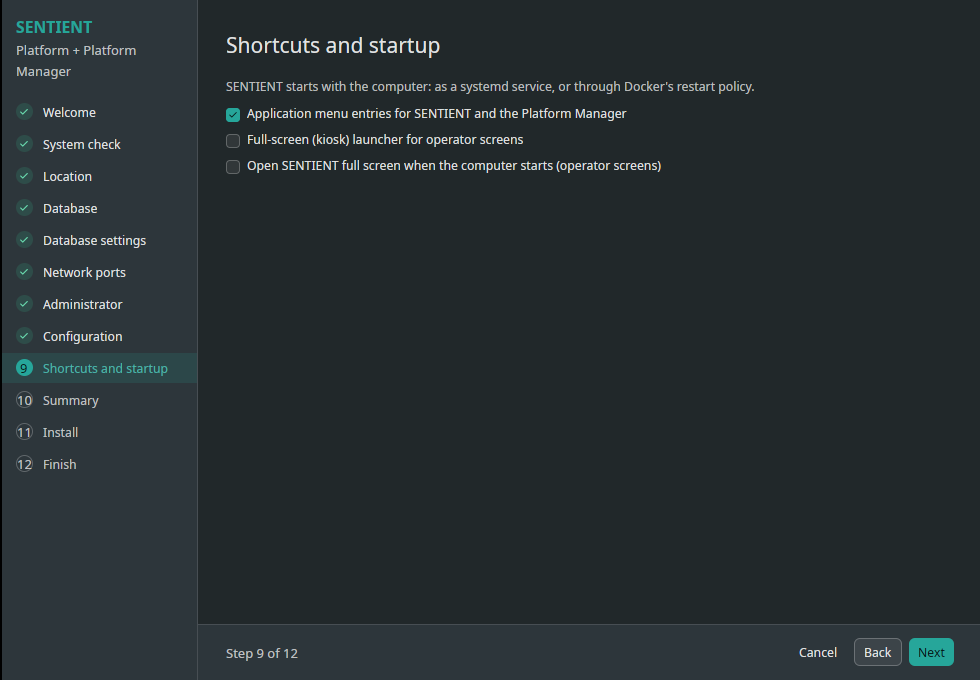 SENTIENT
Platform + Platform
Manager
Welcome
System check
Location
Database
Database settings
Network ports
Administrator
Configuration
9 Shortcuts and startup
10 Summary
11 Install
12 Finish
Shortcuts and startup
SENTIENT starts with the computer: as a systemd service, or through Docker's restart policy.
Application menu entries for SENTIENT and the Platform Manager
Full-screen (kiosk) launcher for operator screens
Open SENTIENT full screen when the computer starts (operator screens)
Step 9 of 12
Cancel
Back
Next